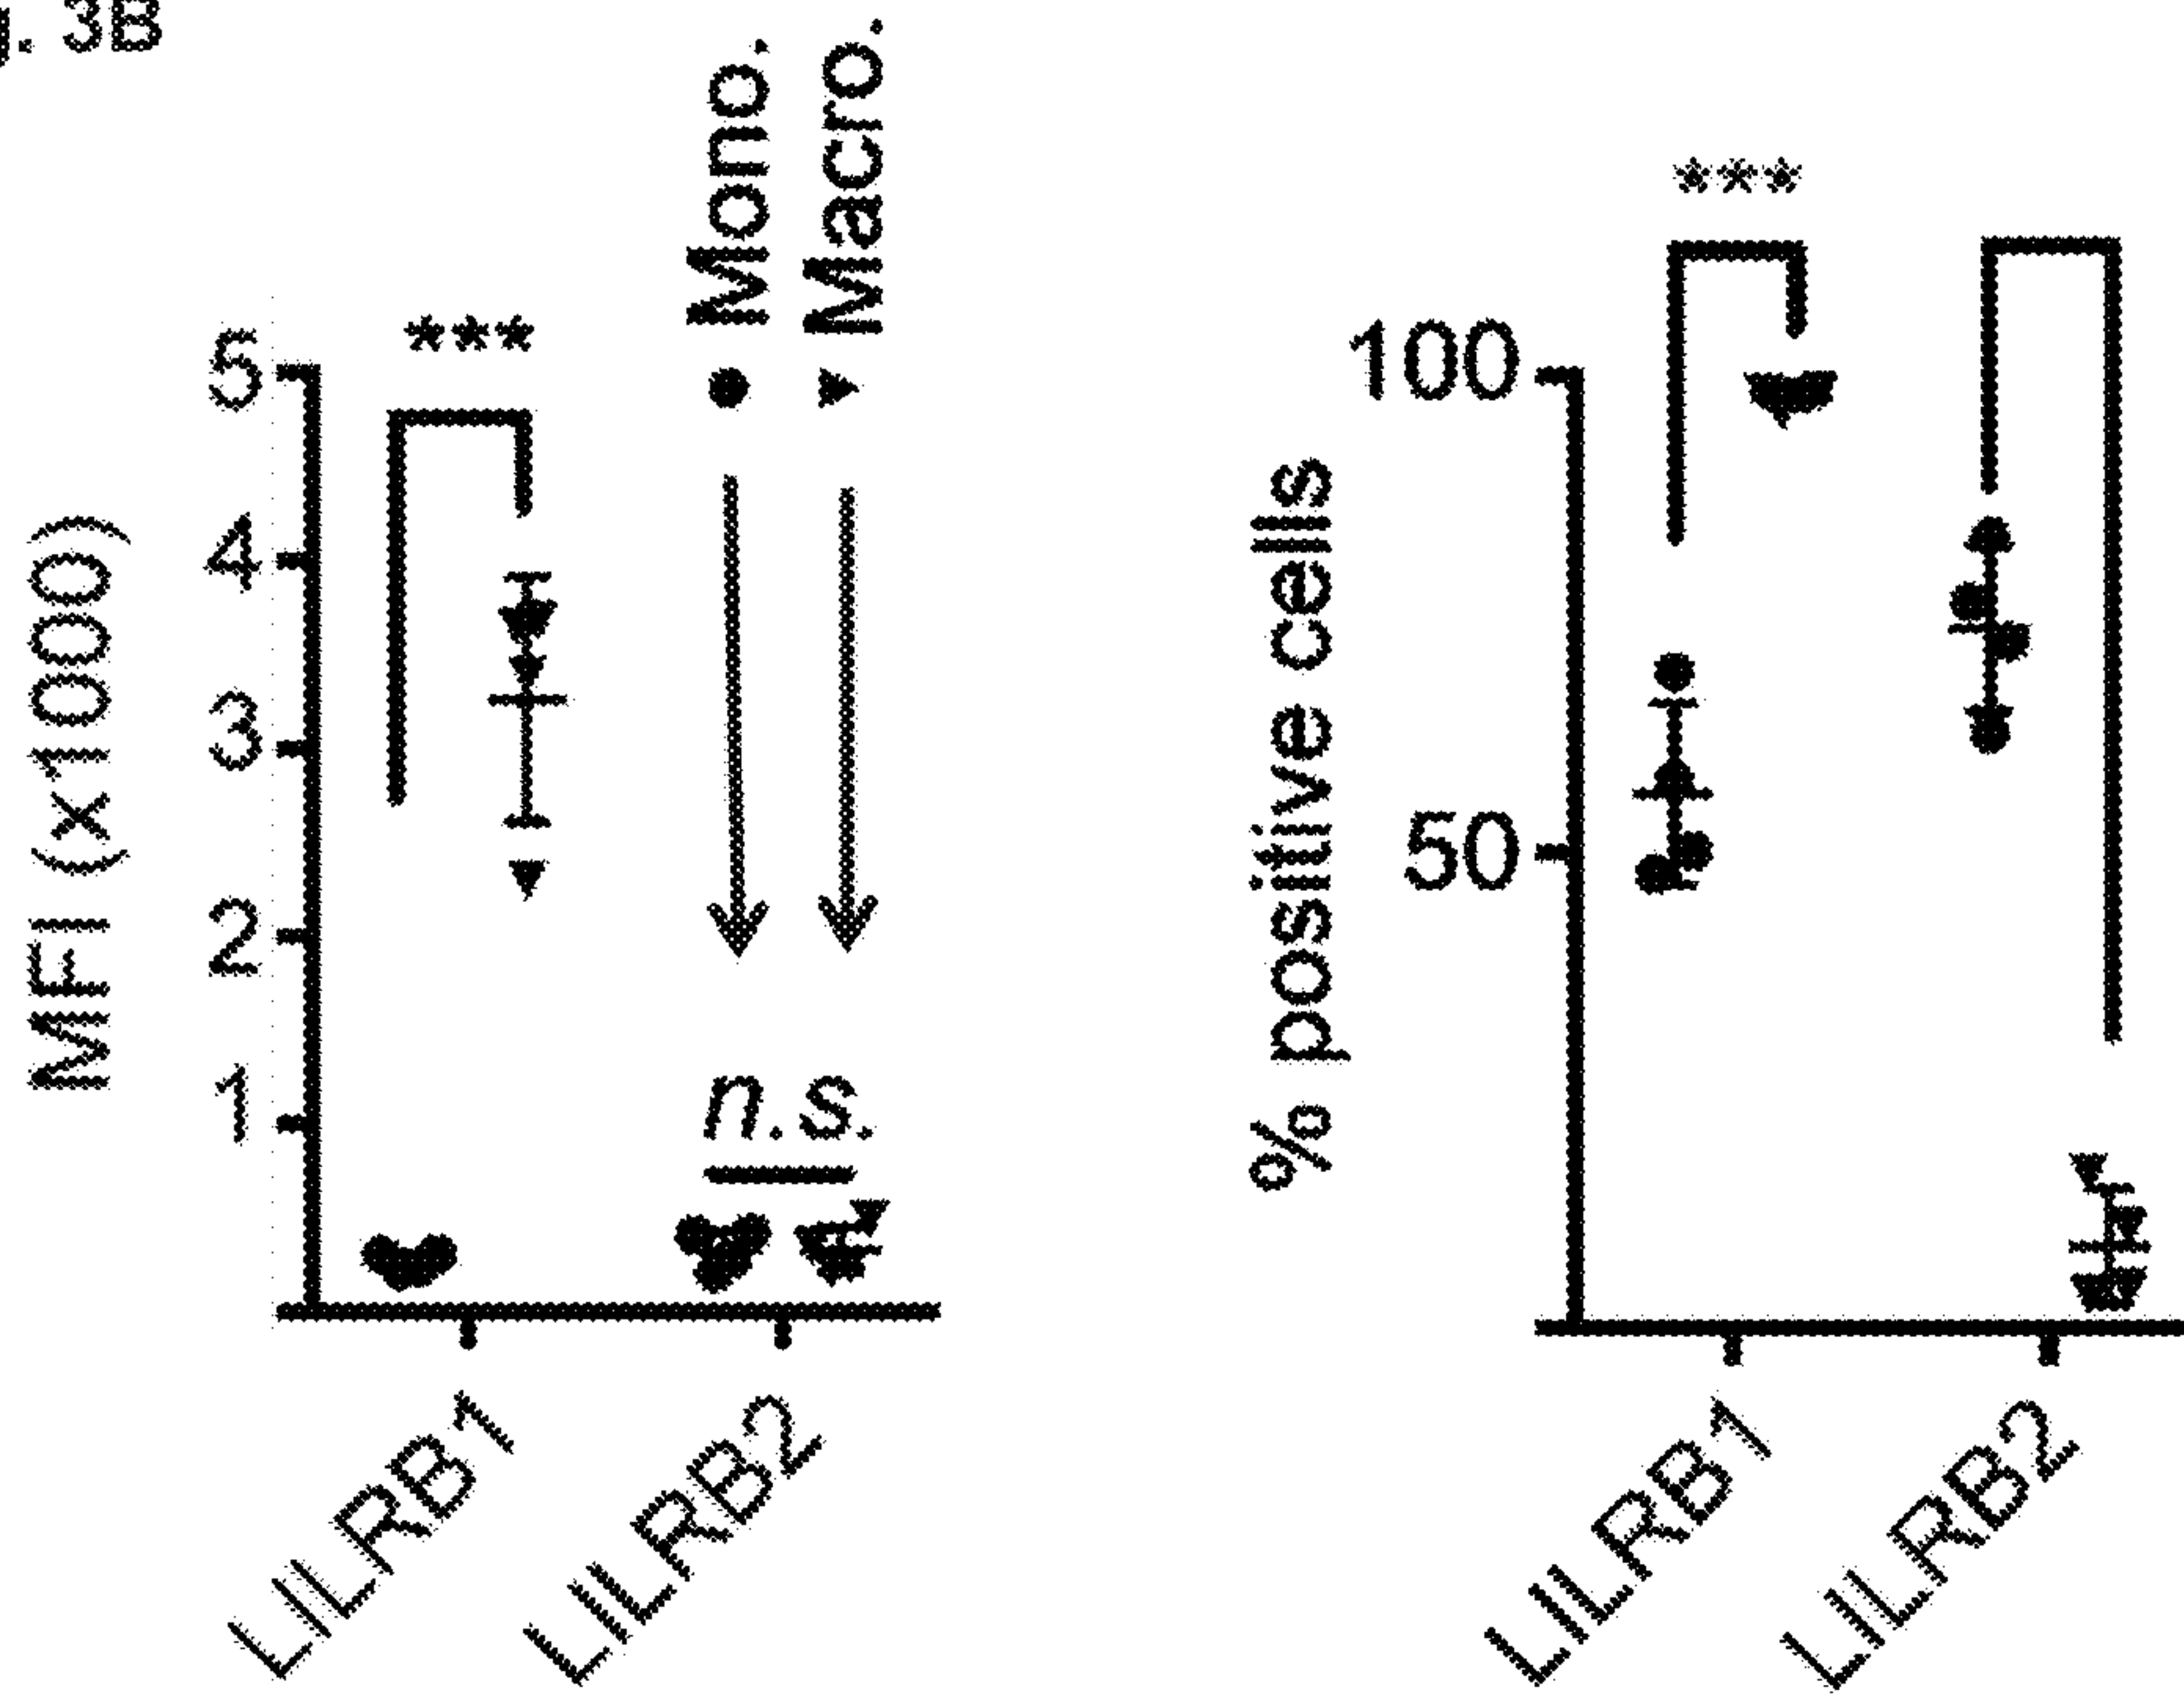 . 3B
Mono.
Macro.
***
MFI (x1000)
5
4
3
2
1
n.s.
LILRB1
LILRB2
***
% positive cells
100
50
LILRB1
LILRB2